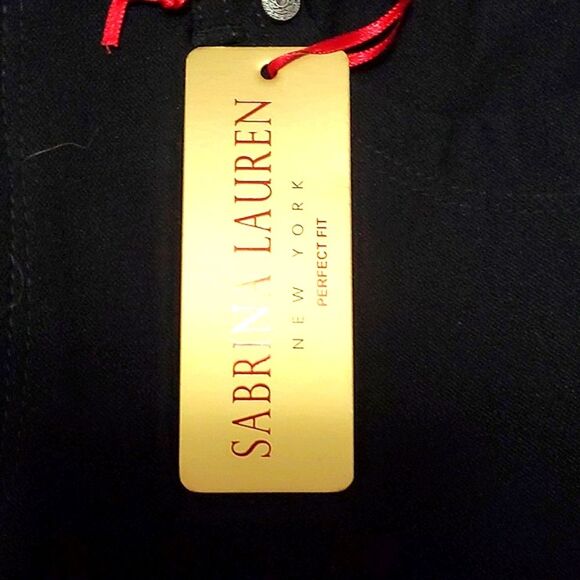 SABRINA LAUREN
NEW YORK
PERFECT FIT